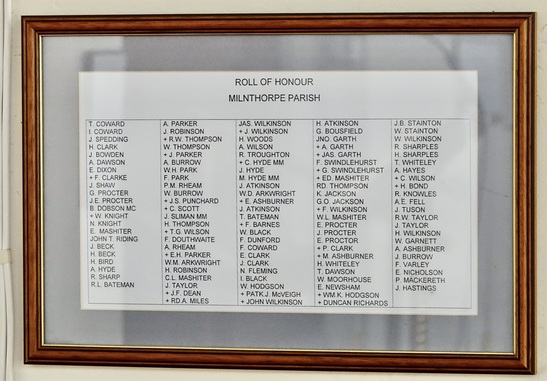 ROLL OF HONOUR
MILNTHORPE PARISH
T. COWARD
I. COWARD
J. SPEDDING
H. CLARK
J. BOWDEN
A. DAWSON
E. DIXON
+ F. CLARKE
J. SHAW
G. PROCTER
J.E. PROCTER
B. DOBSON MC
+ W. KNIGHT
N. KNIGHT
E. MASHITER
JOHN T. RIDING
J. BECK
H. BECK
H. BIRD
A. HYDE
R. SHARP
R.L. BATEMAN
A. PARKER
J. ROBINSON
+ R.W. THOMPSON
W. THOMPSON
+ J. PARKER
A. BURROW
W.H. PARK
F. PARK
P.M. RHEAM
W. BURROW
+ J.S. PUNCHARD
+ C. SCOTT
J. SLIMAN MM
H. THOMPSON
+ T.G. WILSON
F. DOUTHWAITE
A. RHEAM
+ E.H. PARKER
W.M. ARKWRIGHT
H. ROBINSON
C.L. MASHITER
J. TAYLOR
+ J.F. DEAN
+ RD.A. MILES
JAS. WILKINSON
+ J. WILKINSON
H. WOODS
A. WILSON
R. TROUGHTON
+ C. HYDE MM
J. HYDE
M. HYDE MM
J. ATKINSON
W.D. ARKWRIGHT
+ E. ASHBURNER
J. ATKINSON
T. BATEMAN
+ F. BARNES
W. BLACK
F. DUNFORD
F. COWARD
E. CLARK
J. CLARK
N. FLEMING
I. BLACK
W. HODGSON
+ PATK.J. McVEIGH
+ JOHN WILKINSON
H. ATKINSON
G. BOUSFIELD
JNO. GARTH
+ A. GARTH
+ JAS. GARTH
F. SWINDLEHURST
+ G. SWINDLEHURST
+ ED. MASHITER
RD. THOMPSON
K. JACKSON
G.O. JACKSON
+ F. WILKINSON
W.L. MASHITER
E. PROCTER
J. PROCTER
E. PROCTOR
+ P. CLARK
+ M. ASHBURNER
H. WHITELEY
T. DAWSON
W. MOORHOUSE
E. NEWSHAM
+ WM.K. HODGSON
+ DUNCAN RICHARDS
J.B. STAINTON
W. STAINTON
W. WILKINSON
R. SHARPLES
H. SHARPLES
T. WHITELEY
A. HAYES
+ C. WILSON
+ H. BOND
R. KNOWLES
A.E. FELL
J. TUSON
R.W. TAYLOR
J. TAYLOR
H. WILKINSON
W. GARNETT
A. ASHBURNER
J. BURROW
F. VARLEY
E. NICHOLSON
P. MACKERETH
J. HASTINGS